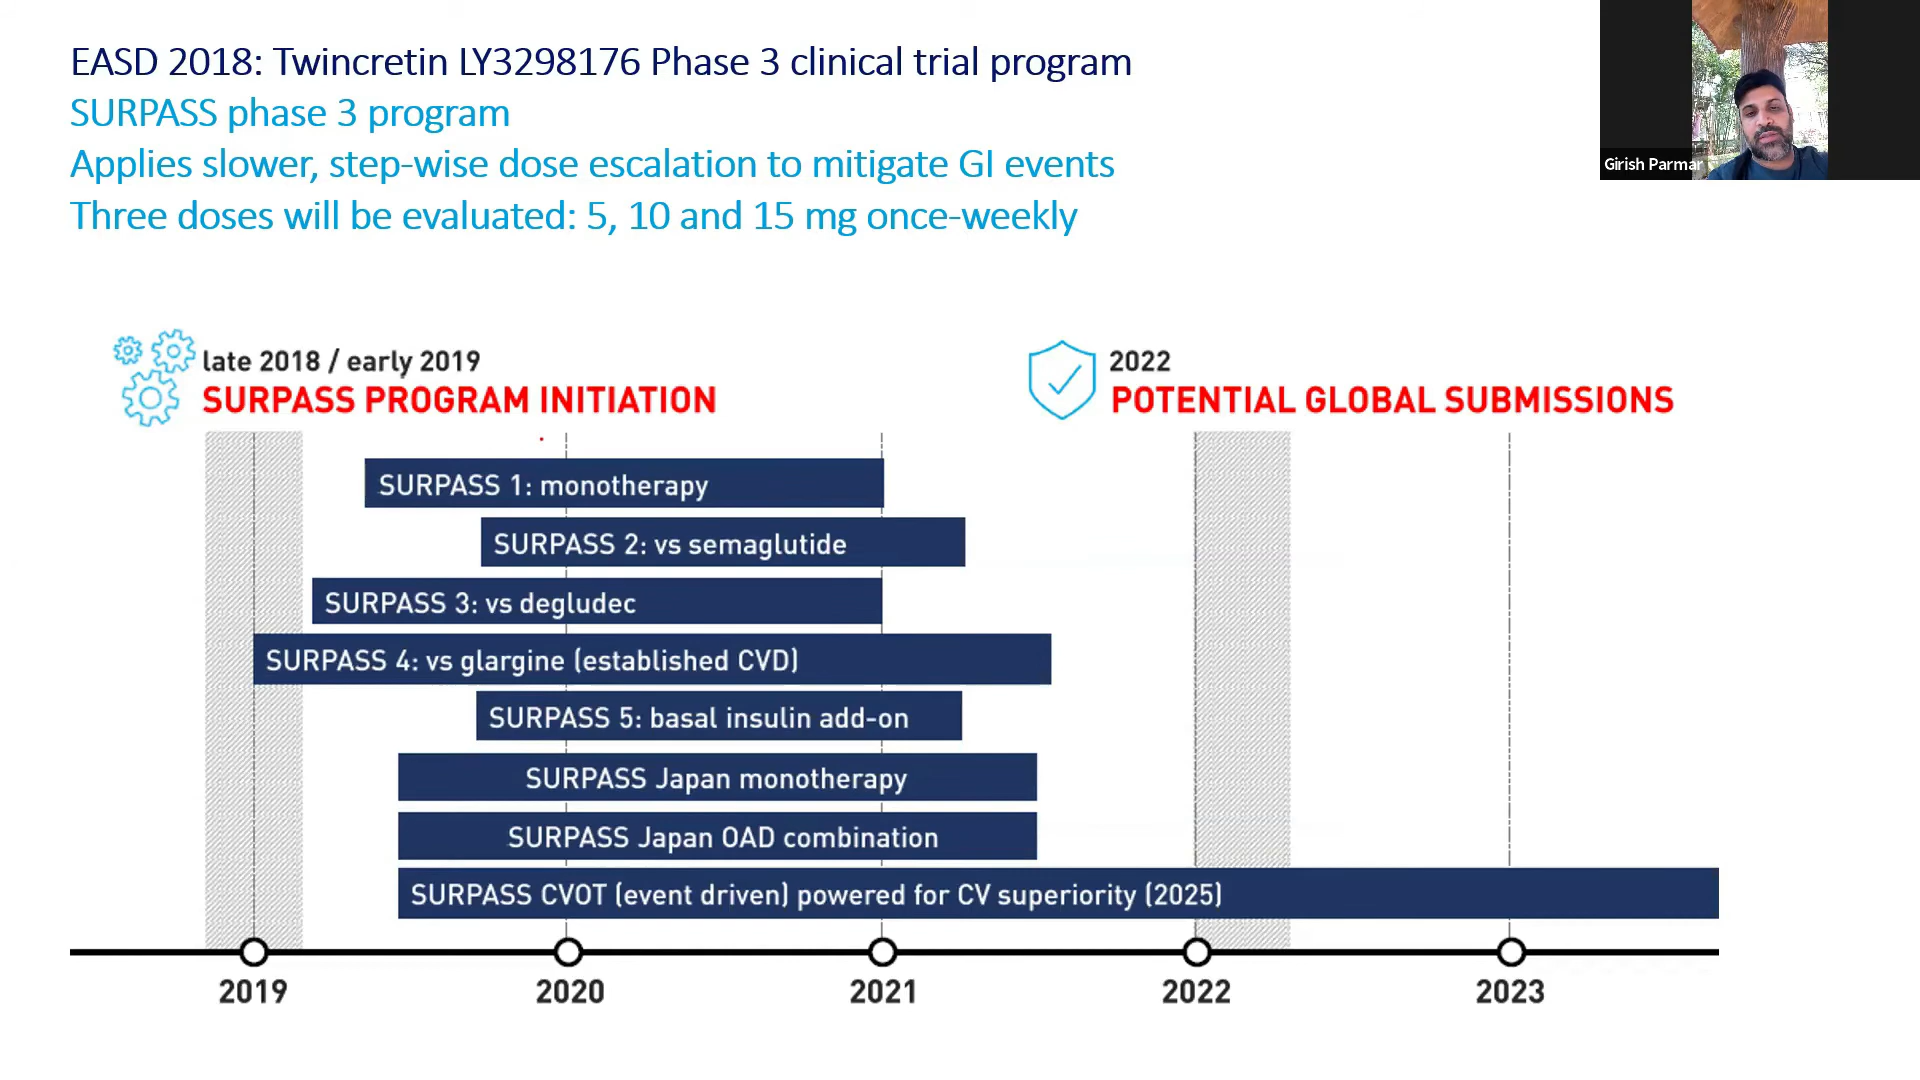 EASD 2018: Twincretin LY3298176 Phase 3 clinical trial program
SURPASS phase 3 program
Applies slower, step-wise dose escalation to mitigate GI events
Three doses will be evaluated: 5, 10 and 15 mg once-weekly
Girish Parmar
late 2018 / early 2019
SURPASS PROGRAM INITIATION
2022
POTENTIAL GLOBAL SUBMISSIONS
SURPASS 1: monotherapy
SURPASS 2: vs semaglutide
SURPASS 3: vs degludec
SURPASS 4: vs glargine (established CVD)
SURPASS 5: basal insulin add-on
SURPASS Japan monotherapy
SURPASS Japan OAD combination
SURPASS CVOT (event driven) powered for CV superiority (2025)
2019
2020
2021
2022
2023